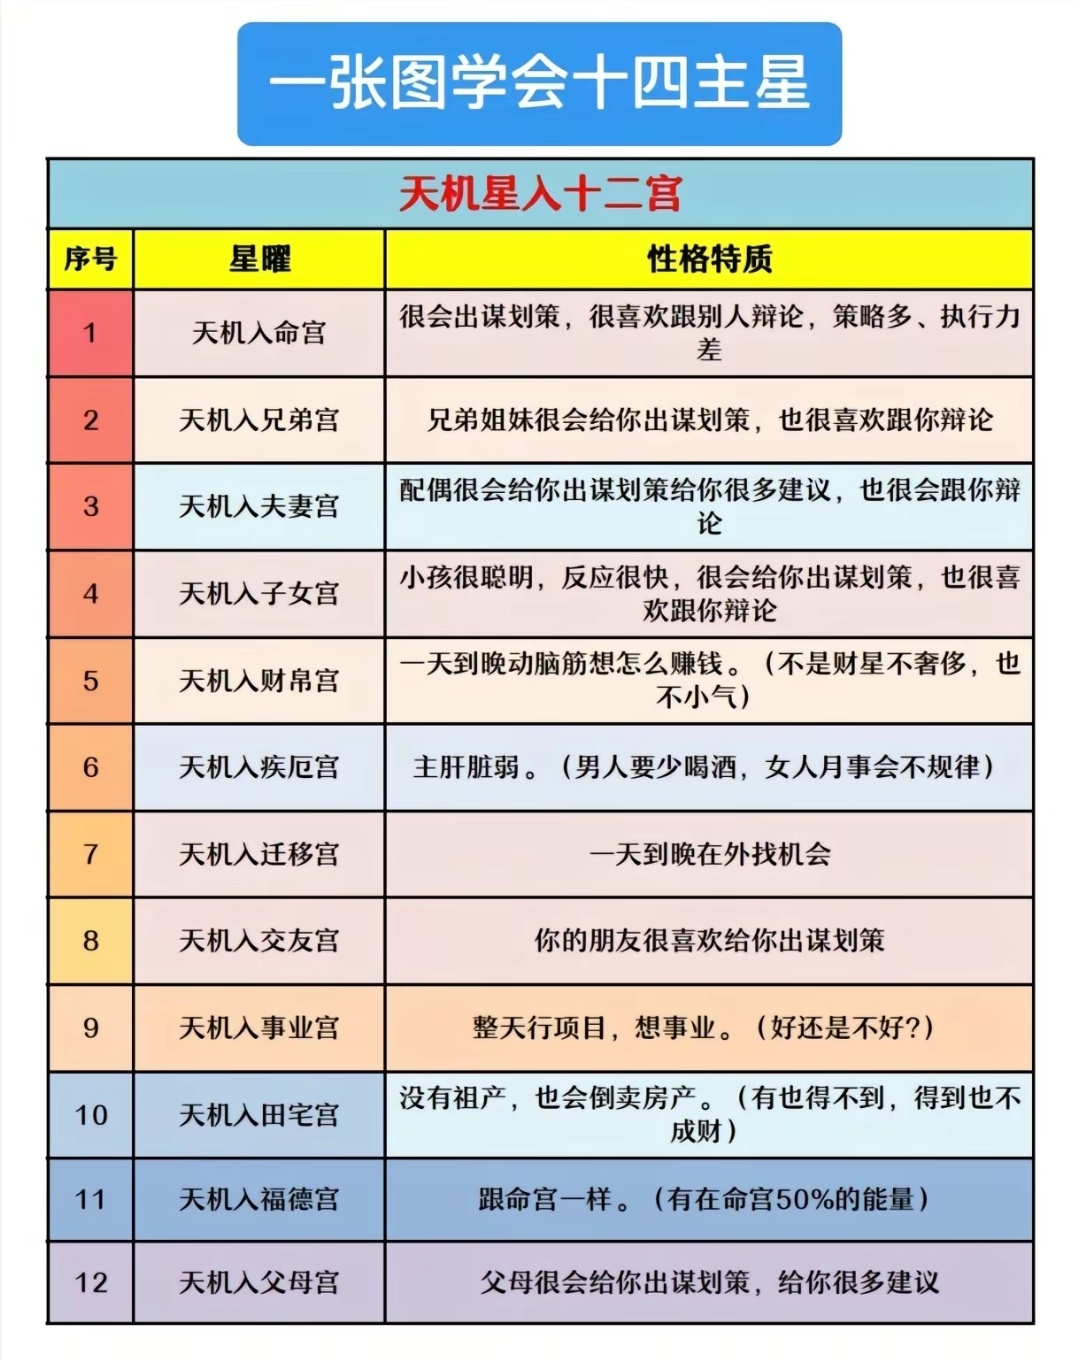 一张图学会十四主星
天机星入十二宫
序号 星曜 性格特质
1 天机入命宫 很会出谋划策，很喜欢跟别人辩论，策略多、执行力
差
2 天机入兄弟宫 兄弟姐妹很会给你出谋划策，也很喜欢跟你辩论
3 天机入夫妻宫 配偶很会给你出谋划策给你很多建议，也很会跟你辩
论
4 天机入子女宫 小孩很聪明，反应很快，很会给你出谋划策，也很喜
欢跟你辩论
5 天机入财帛宫 一天到晚动脑筋想怎么赚钱。（不是财星不奢侈，也
不小气）
6 天机入疾厄宫 主肝脏弱。（男人要少喝酒，女人月事会不规律）
7 天机入迁移宫 一天到晚在外找机会
8 天机入交友宫 你的朋友很喜欢给你出谋划策
9 天机入事业宫 整天行项目，想事业。（好还是不好?）
10 天机入田宅宫 没有祖产，也会倒卖房产。（有也得不到，得到也不
成财）
11 天机入福德宫 跟命宫一样。（有在命宫50%的能量）
12 天机入父母宫 父母很会给你出谋划策，给你很多建议